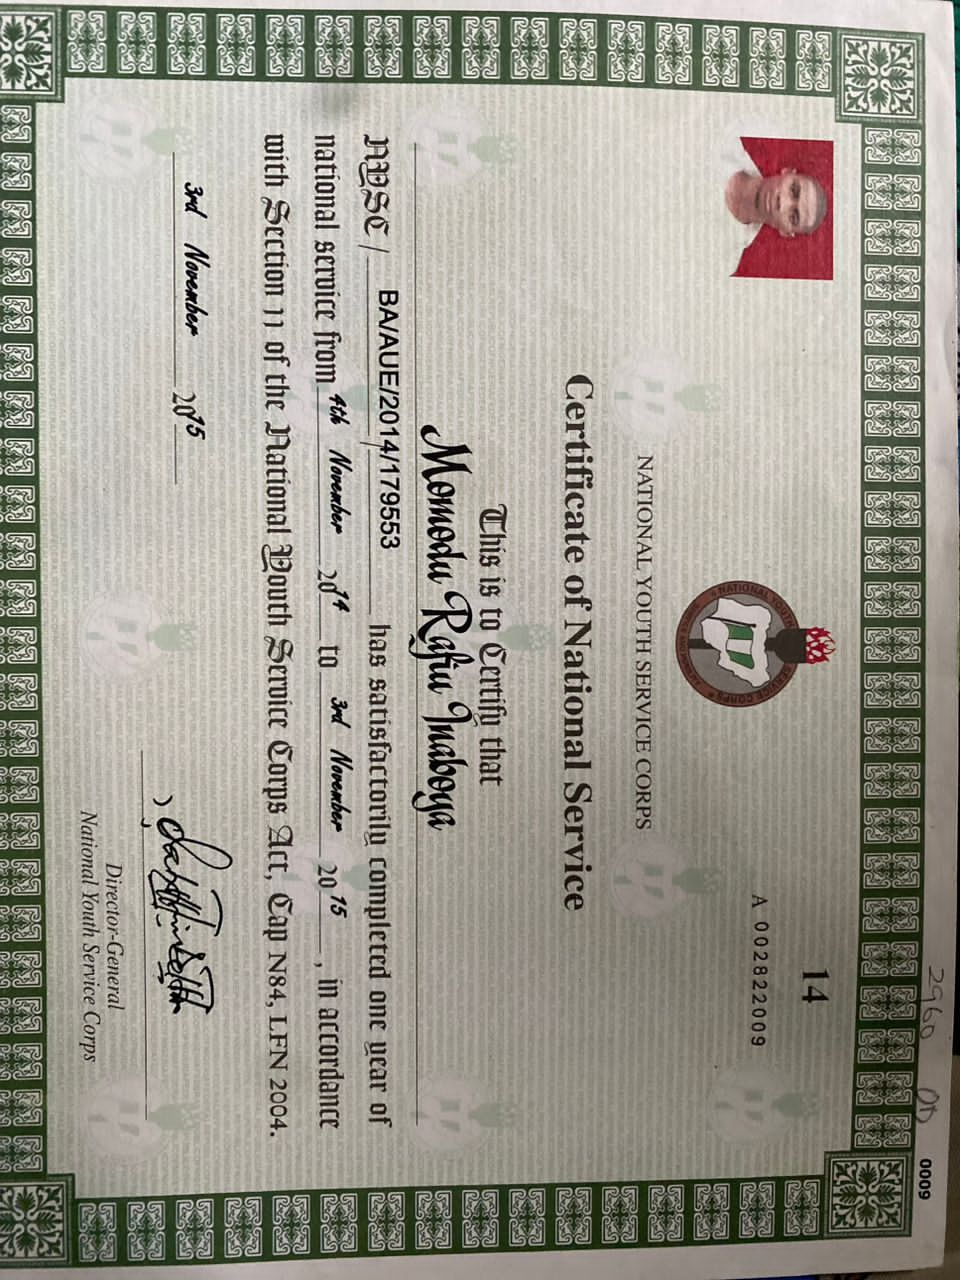 2960 OD
0009
14
A 002822009
NATIONAL YOUTH SERVICE CORPS
NATIONAL YOUTH SERVICE CORPS
Certificate of National Service
This is to Certify that
Momodu Rafiu Inaboya
NYSC / BA/AUE/2014/179553 has satisfactorily completed one year of
national service from 4th November 2014 to 3rd November 2015, in accordance
with Section 11 of the National Youth Service Corps Act, Cap N84, LFN 2004.
3rd November 2015
Director-General
National Youth Service Corps